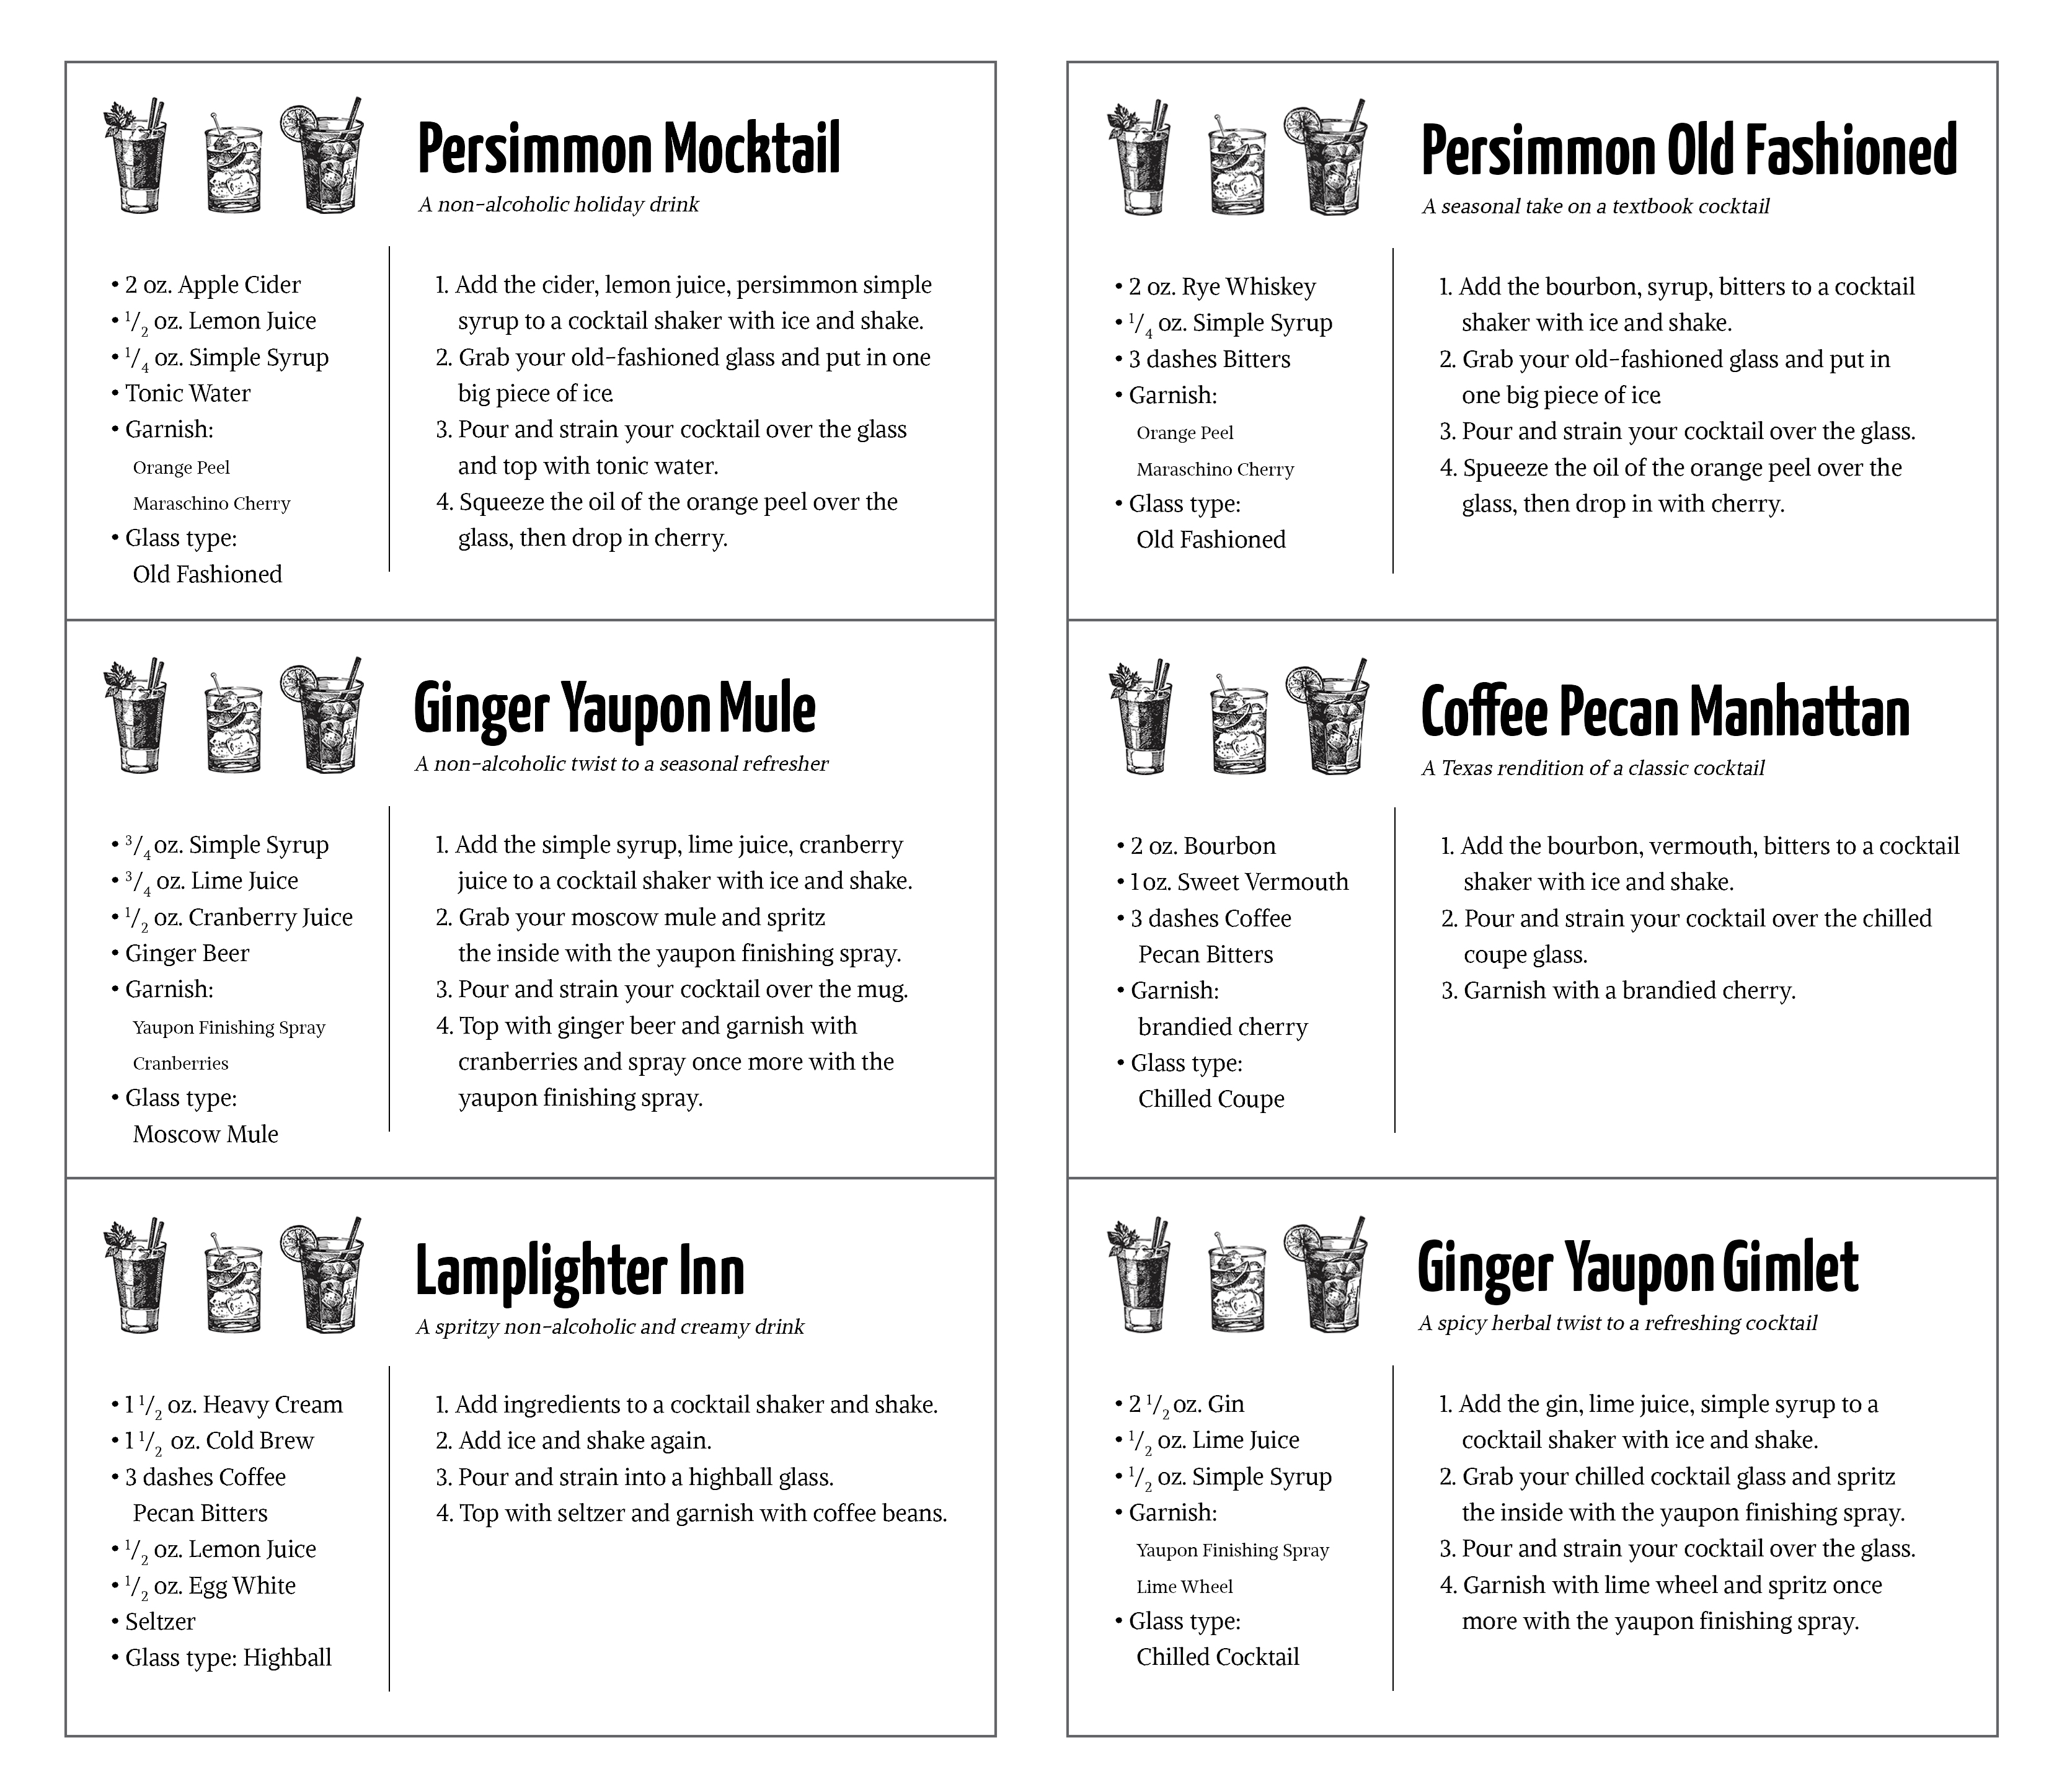 Persimmon Mocktail
A non-alcoholic holiday drink
• 2 oz. Apple Cider
• 1/2 oz. Lemon Juice
• 1/4 oz. Simple Syrup
• Tonic Water
• Garnish:
Orange Peel
Maraschino Cherry
• Glass type:
Old Fashioned
1. Add the cider, lemon juice, persimmon simple
syrup to a cocktail shaker with ice and shake.
2. Grab your old-fashioned glass and put in one
big piece of ice.
3. Pour and strain your cocktail over the glass
and top with tonic water.
4. Squeeze the oil of the orange peel over the
glass, then drop in cherry.
Ginger Yaupon Mule
A non-alcoholic twist to a seasonal refresher
• 3/4 oz. Simple Syrup
• 3/4 oz. Lime Juice
• 1/2 oz. Cranberry Juice
• Ginger Beer
• Garnish:
Yaupon Finishing Spray
Cranberries
• Glass type:
Moscow Mule
1. Add the simple syrup, lime juice, cranberry
juice to a cocktail shaker with ice and shake.
2. Grab your moscow mule and spritz
the inside with the yaupon finishing spray.
3. Pour and strain your cocktail over the mug.
4. Top with ginger beer and garnish with
cranberries and spray once more with the
yaupon finishing spray.
Lamplighter Inn
A spritzy non-alcoholic and creamy drink
• 1 1/2 oz. Heavy Cream
• 1 1/2 oz. Cold Brew
• 3 dashes Coffee
Pecan Bitters
• 1/2 oz. Lemon Juice
• 1/2 oz. Egg White
• Seltzer
• Glass type: Highball
1. Add ingredients to a cocktail shaker and shake.
2. Add ice and shake again.
3. Pour and strain into a highball glass.
4. Top with seltzer and garnish with coffee beans.
Persimmon Old Fashioned
A seasonal take on a textbook cocktail
• 2 oz. Rye Whiskey
• 1/4 oz. Simple Syrup
• 3 dashes Bitters
• Garnish:
Orange Peel
Maraschino Cherry
• Glass type:
Old Fashioned
1. Add the bourbon, syrup, bitters to a cocktail
shaker with ice and shake.
2. Grab your old-fashioned glass and put in
one big piece of ice.
3. Pour and strain your cocktail over the glass.
4. Spueeze the oil of the orange peel over the
glass, then drop in with cherry.
Coffee Pecan Manhattan
A Texas rendition of a classic cocktail
• 2 oz. Bourbon
• 1 oz. Sweet Vermouth
• 3 dashes Coffee
Pecan Bitters
• Garnish:
brandied cherry
• Glass type:
Chilled Coupe
1. Add the bourbon, vermouth, bitters to a cocktail
shaker with ice and shake.
2. Pour and strain your cocktail over the chilled
coupe glass.
3. Garnish with a brandied cherry.
Ginger Yaupon Gimlet
A spicy herbal twist to a refreshing cocktail
• 2 1/2 oz. Gin
• 1/2 oz. Lime Juice
• 1/2 oz. Simple Syrup
• Garnish:
Yaupon Finishing Spray
Lime Wheel
• Glass type:
Chilled Cocktail
1. Add the gin, lime juice, simple syrup to a
cocktail shaker with ice and shake.
2. Grab your chilled cocktail glass and spritz
the inside with the yaupon finishing spray.
3. Pour and strain your cocktail over the glass.
4. Garnish with lime wheel and spritz once
more with the yaupon finishing spray.